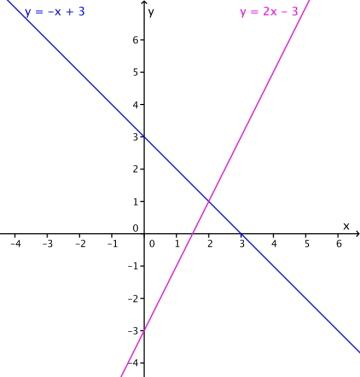 y = –x + 3
y
y = 2x – 3
6
5
4
3
2
1
0
x
–4 –3 –2 –1 0 1 2 3 4 5 6
–1
–2
–3
–4